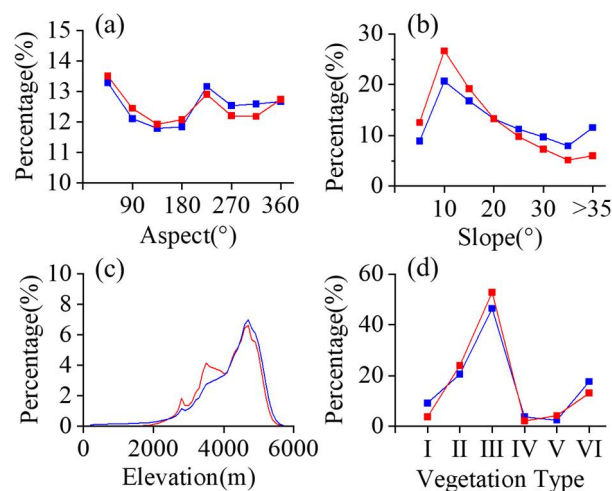 (a)
Percentage(%)
14
13
12
11
10
90 180 270 360
Aspect(°)
(b)
Percentage(%)
30
20
10
0
10 20 30 >35
Slope(°)
(c)
Percentage(%)
10
8
6
4
2
0
0 2000 4000 6000
Elevation(m)
(d)
Percentage(%)
60
40
20
0
I II III IV V VI
Vegetation Type